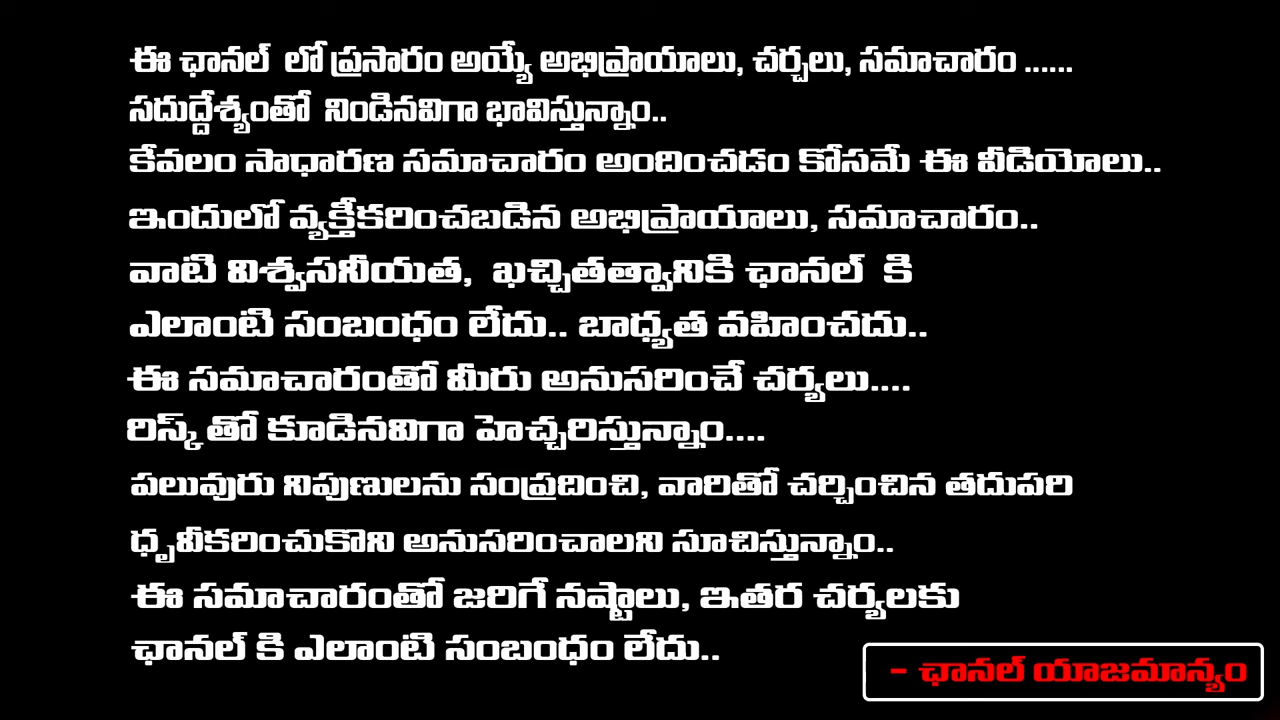 ఈ ఛానల్ లో ప్రసారం అయ్యే అభిప్రాయాలు, చర్చలు, సమాచారం ......
సదుద్దేశ్యంతో నిండినవిగా భావిస్తున్నాం..
కేవలం సాధారణ సమాచారం అందించడం కోసమే ఈ వీడియోలు..
ఇందులో వ్యక్తీకరించబడిన అభిప్రాయాలు, సమాచారం..
వాటి విశ్వసనీయత, ఖచ్చితత్వానికి ఛానల్ కి
ఎలాంటి సంబంధం లేదు.. బాధ్యత వహించదు..
ఈ సమాచారంతో మీరు అనుసరించే చర్యలు....
రిస్క్ తో కూడినవిగా హెచ్చరిస్తున్నాం....
పలువురు నిపుణులను సంప్రదించి, వారితో చర్చించిన తదుపరి
ధృవీకరించుకొని అనుసరించాలని సూచిస్తున్నాం..
ఈ సమాచారంతో జరిగే నష్టాలు, ఇతర చర్యలకు
ఛానల్ కి ఎలాంటి సంబంధం లేదు..
- ఛానల్ యాజమాన్యం